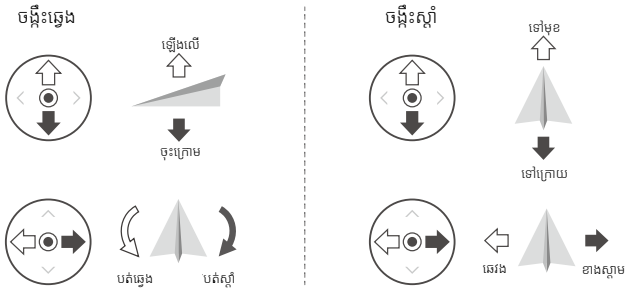 ចង្កឹះឆ្វេង
ឡើងលើ
ចុះក្រោម
បត់ឆ្វេង
បត់ស្តាំ
ចង្កឹះស្តាំ
ទៅមុខ
ទៅក្រោយ
ឆេវង
ខាងស្តាម